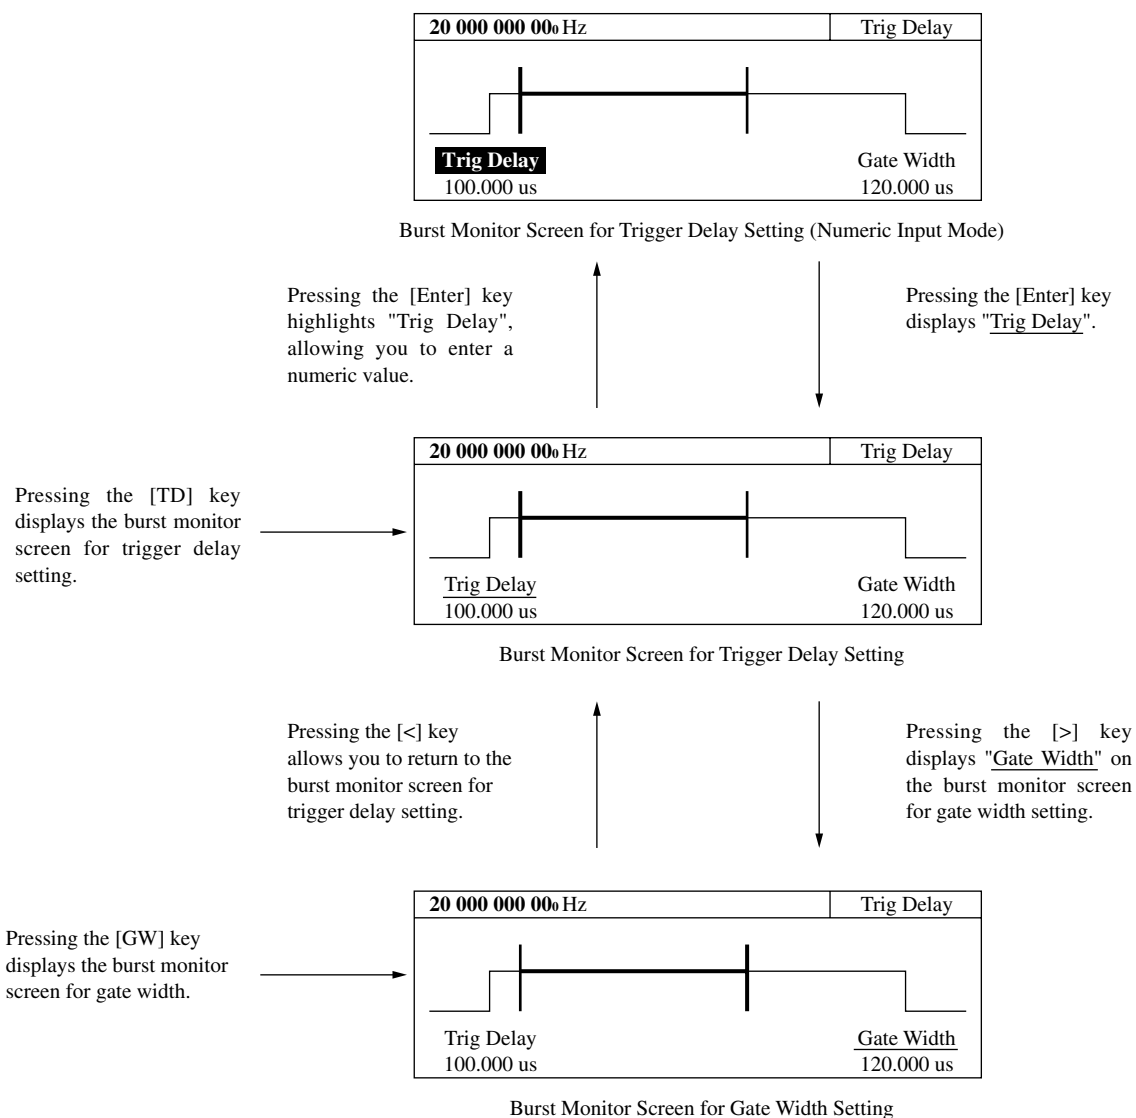 20 000 000 000 Hz Trig Delay
Trig Delay Gate Width
100.000 us 120.000 us
Burst Monitor Screen for Trigger Delay Setting (Numeric Input Mode)
Pressing the [Enter] key
highlights "Trig Delay",
allowing you to enter a
numeric value.
Pressing the [Enter] key
displays "Trig Delay".
20 000 000 000 Hz Trig Delay
Pressing the [TD] key
displays the burst monitor
screen for trigger delay
setting.
Trig Delay Gate Width
100.000 us 120.000 us
Burst Monitor Screen for Trigger Delay Setting
Pressing the [<] key
allows you to return to the
burst monitor screen for
trigger delay setting.
Pressing the [>] key
displays "Gate Width" on
the burst monitor screen
for gate width setting.
20 000 000 000 Hz Trig Delay
Pressing the [GW] key
displays the burst monitor
screen for gate width.
Trig Delay Gate Width
100.000 us 120.000 us
Burst Monitor Screen for Gate Width Setting